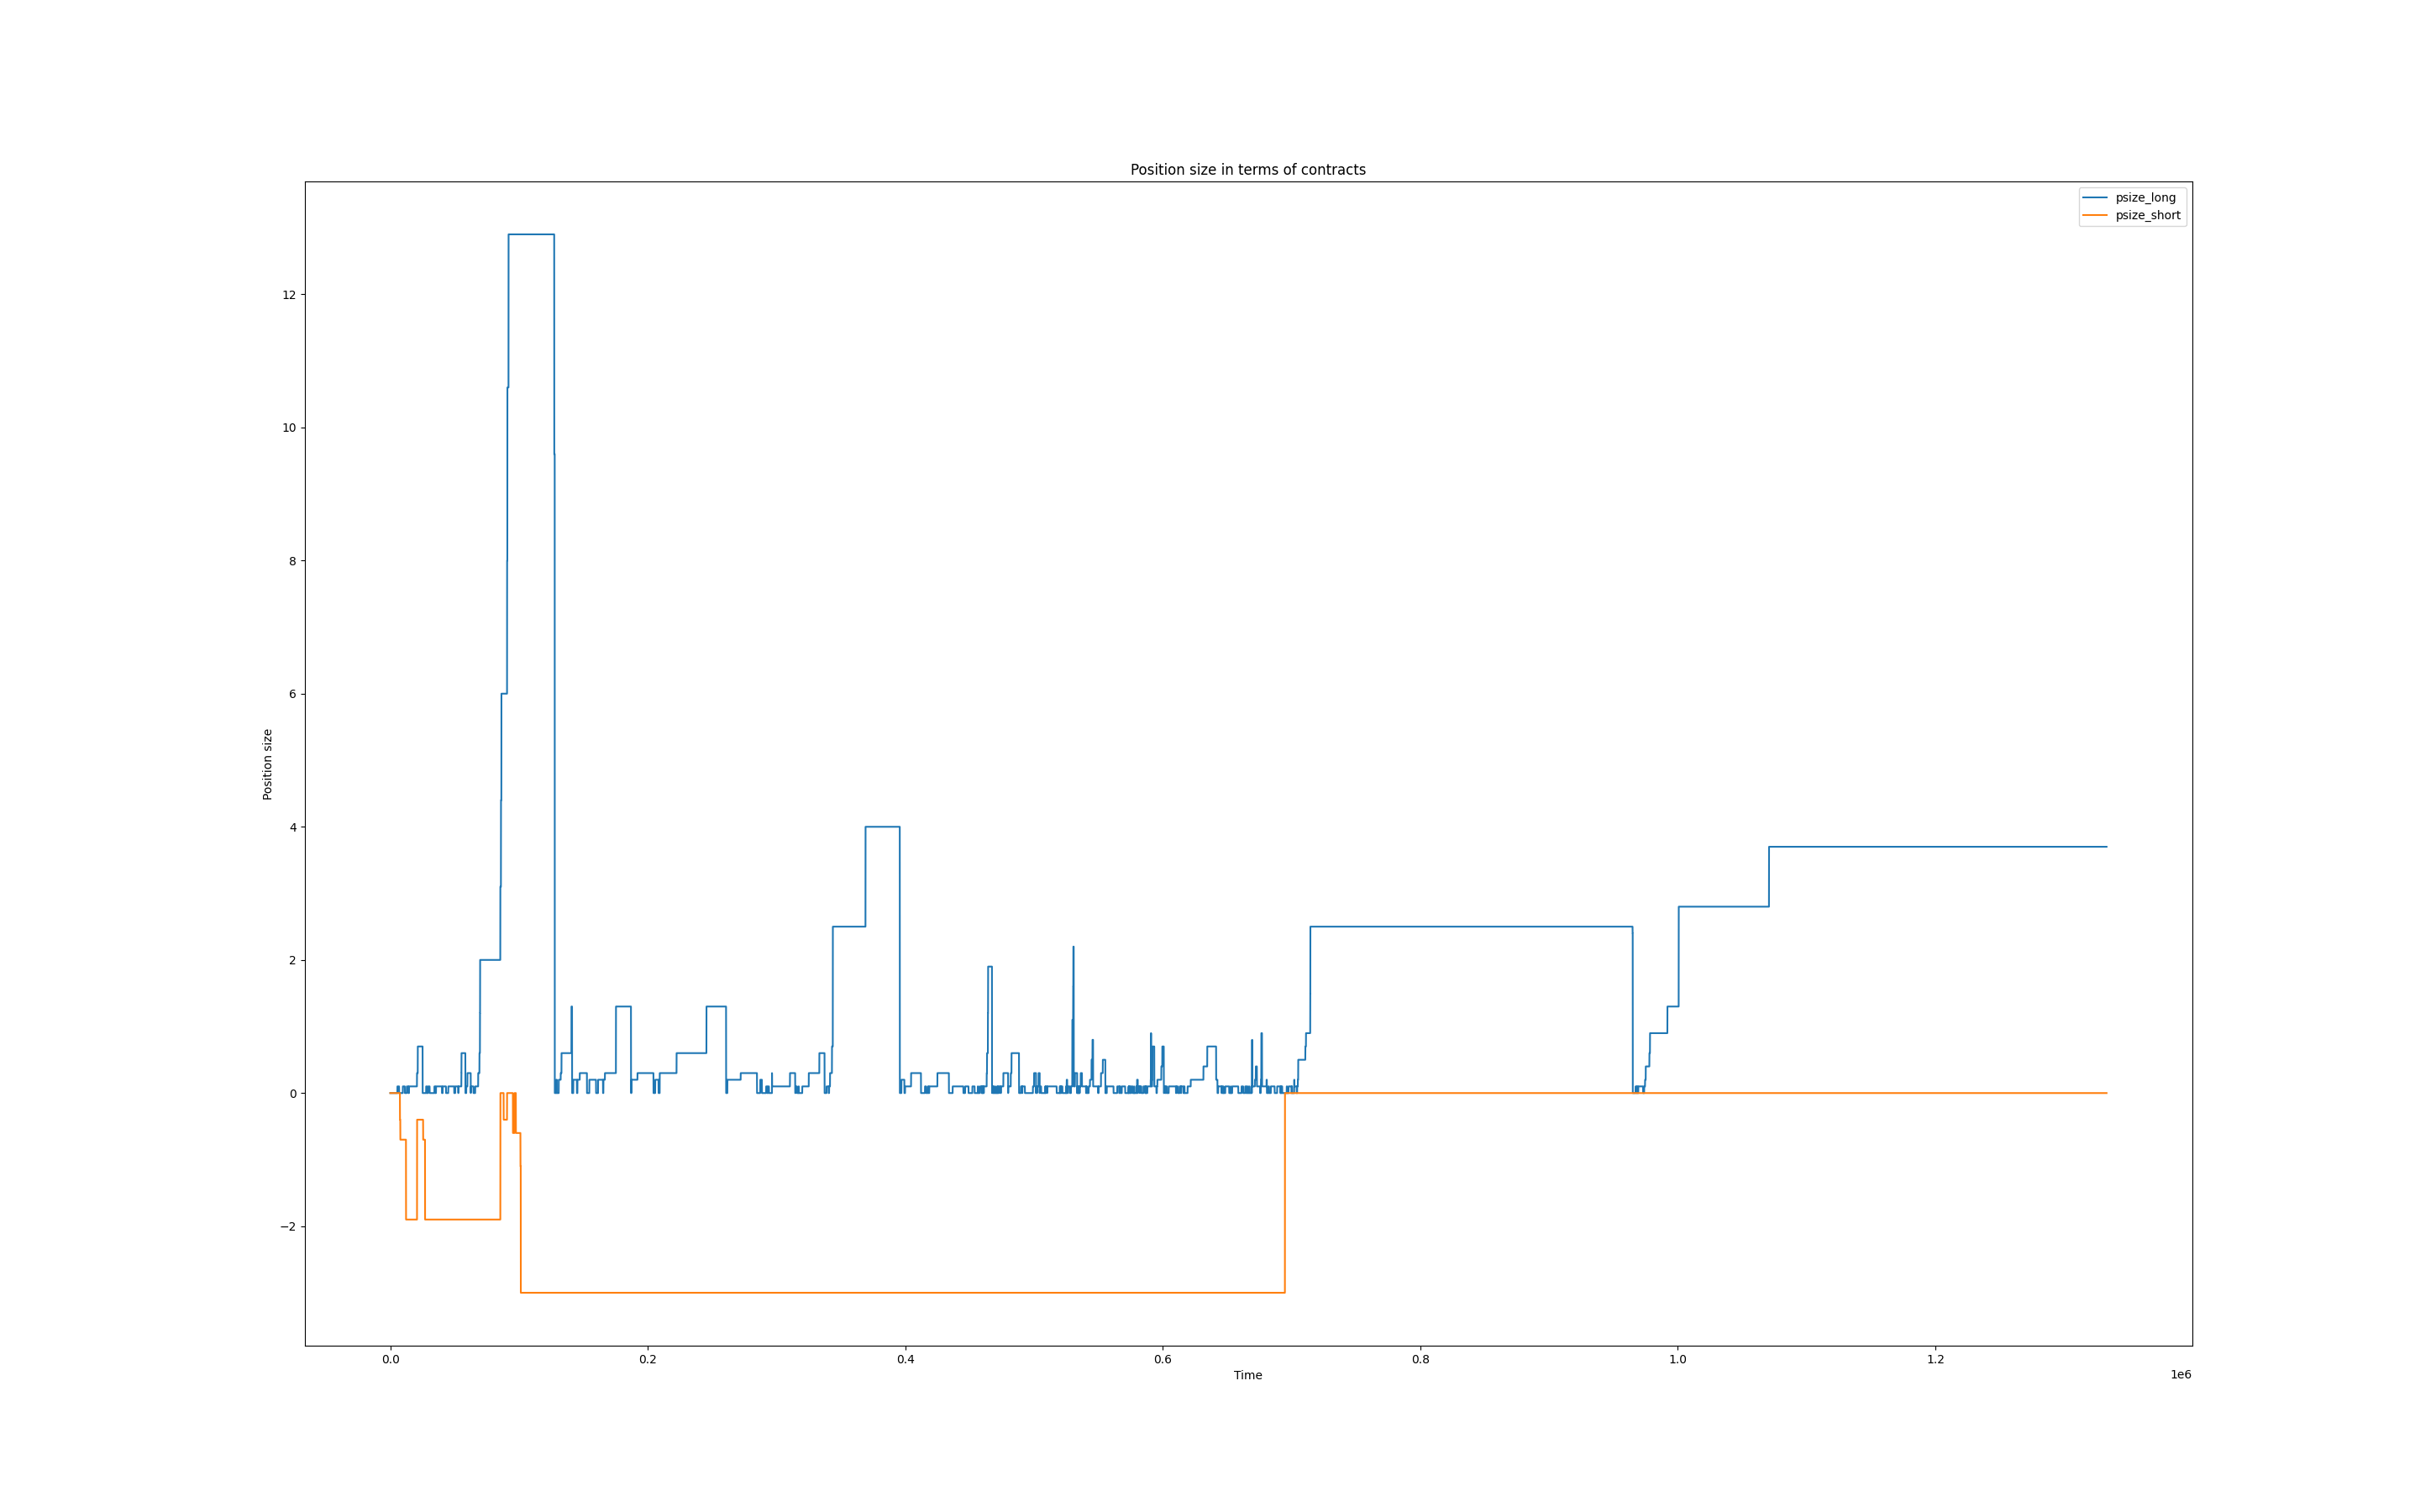 Position size in terms of contracts
psize_long
psize_short
Position size
12
10
8
6
4
2
0
−2
0.0 0.2 0.4 0.6 0.8 1.0 1.2
1e6
Time